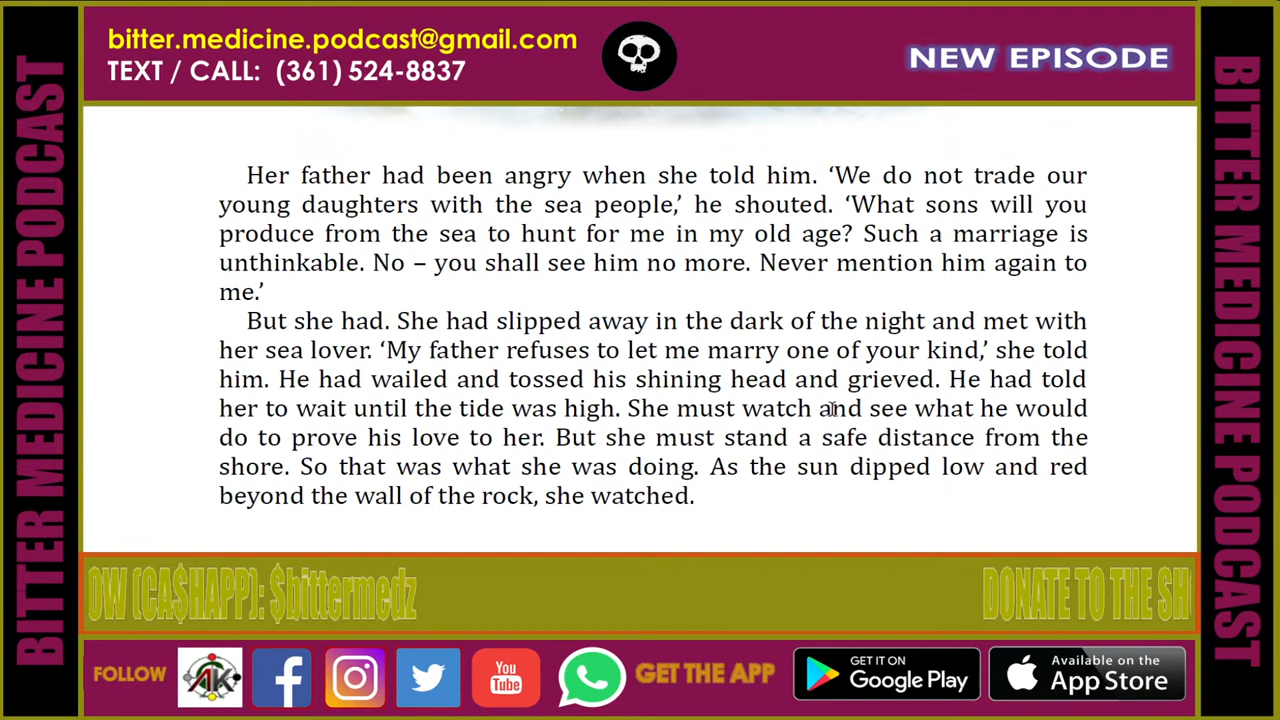 bitter.medicine.podcast@gmail.com
TEXT / CALL: (361) 524-8837
NEW EPISODE
BITTER MEDICINE PODCAST
Her father had been angry when she told him. ‘We do not trade our
young daughters with the sea people,’ he shouted. ‘What sons will you
produce from the sea to hunt for me in my old age? Such a marriage is
unthinkable. No – you shall see him no more. Never mention him again to
me.’
But she had. She had slipped away in the dark of the night and met with
her sea lover. ‘My father refuses to let me marry one of your kind,’ she told
him. He had wailed and tossed his shining head and grieved. He had told
her to wait until the tide was high. She must watch and see what he would
do to prove his love to her. But she must stand a safe distance from the
shore. So that was what she was doing. As the sun dipped low and red
beyond the wall of the rock, she watched.
BITTER MEDICINE PODCAST
OW (CA$HAPP): $bittermedz
DONATE TO THE SH
FOLLOW
ATK
f
You
Tube
GET THE APP
GET IT ON
Google Play
Available on the
App Store